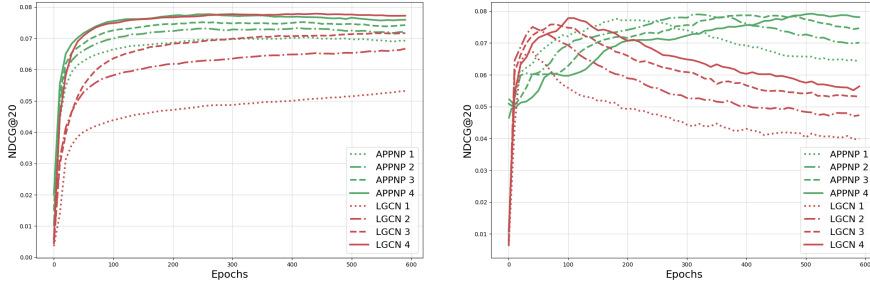 0.08
0.07
0.06
0.05
0.04
0.03
0.02
0.01
0.00
NDCG@20
0
100
200
300
400
500
600
Epochs
APPNP 1
APPNP 2
APPNP 3
APPNP 4
LGCN 1
LGCN 2
LGCN 3
LGCN 4
0.08
0.07
0.06
0.05
0.04
0.03
0.02
0.01
NDCG@20
0
100
200
300
400
500
600
Epochs
APPNP 1
APPNP 2
APPNP 3
APPNP 4
LGCN 1
LGCN 2
LGCN 3
LGCN 4